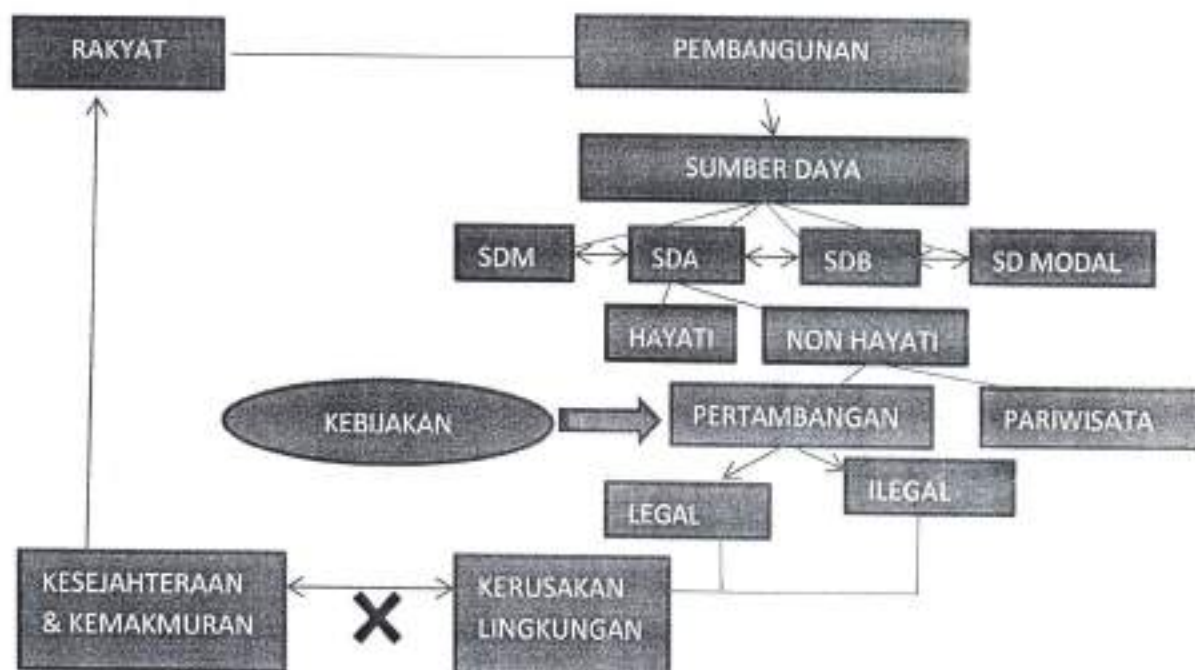 RAKYAT
PEMBANGUNAN
SUMBER DAYA
SDM
SDA
SDB
SD MODAL
HAYATI
NON HAYATI
KEBIJAKAN
PERTAMBANGAN
PARIWISATA
LEGAL
ILEGAL
KESEJAHTERAAN
& KEMAKMURAN
KERUSAKAN
LINGKUNGAN